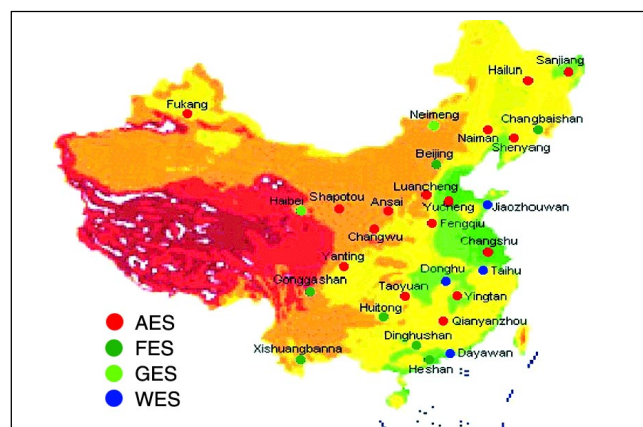 Sanjiang
Hailun
Fukang
Neimeng
Changbaishan
Naiman
Shenyang
Beijing
Luancheng
Haibei
Shapotou
Ansai
Yucheng
Jiaozhouwan
Fengqiu
Changwu
Changshu
Yanting
Donghu
Taihu
Gonggashan
Taoyuan
Yingtan
Huitong
Qianyanzhou
Dinghushan
Xishuangbanna
Dayawan
Heshan
AES
FES
GES
WES